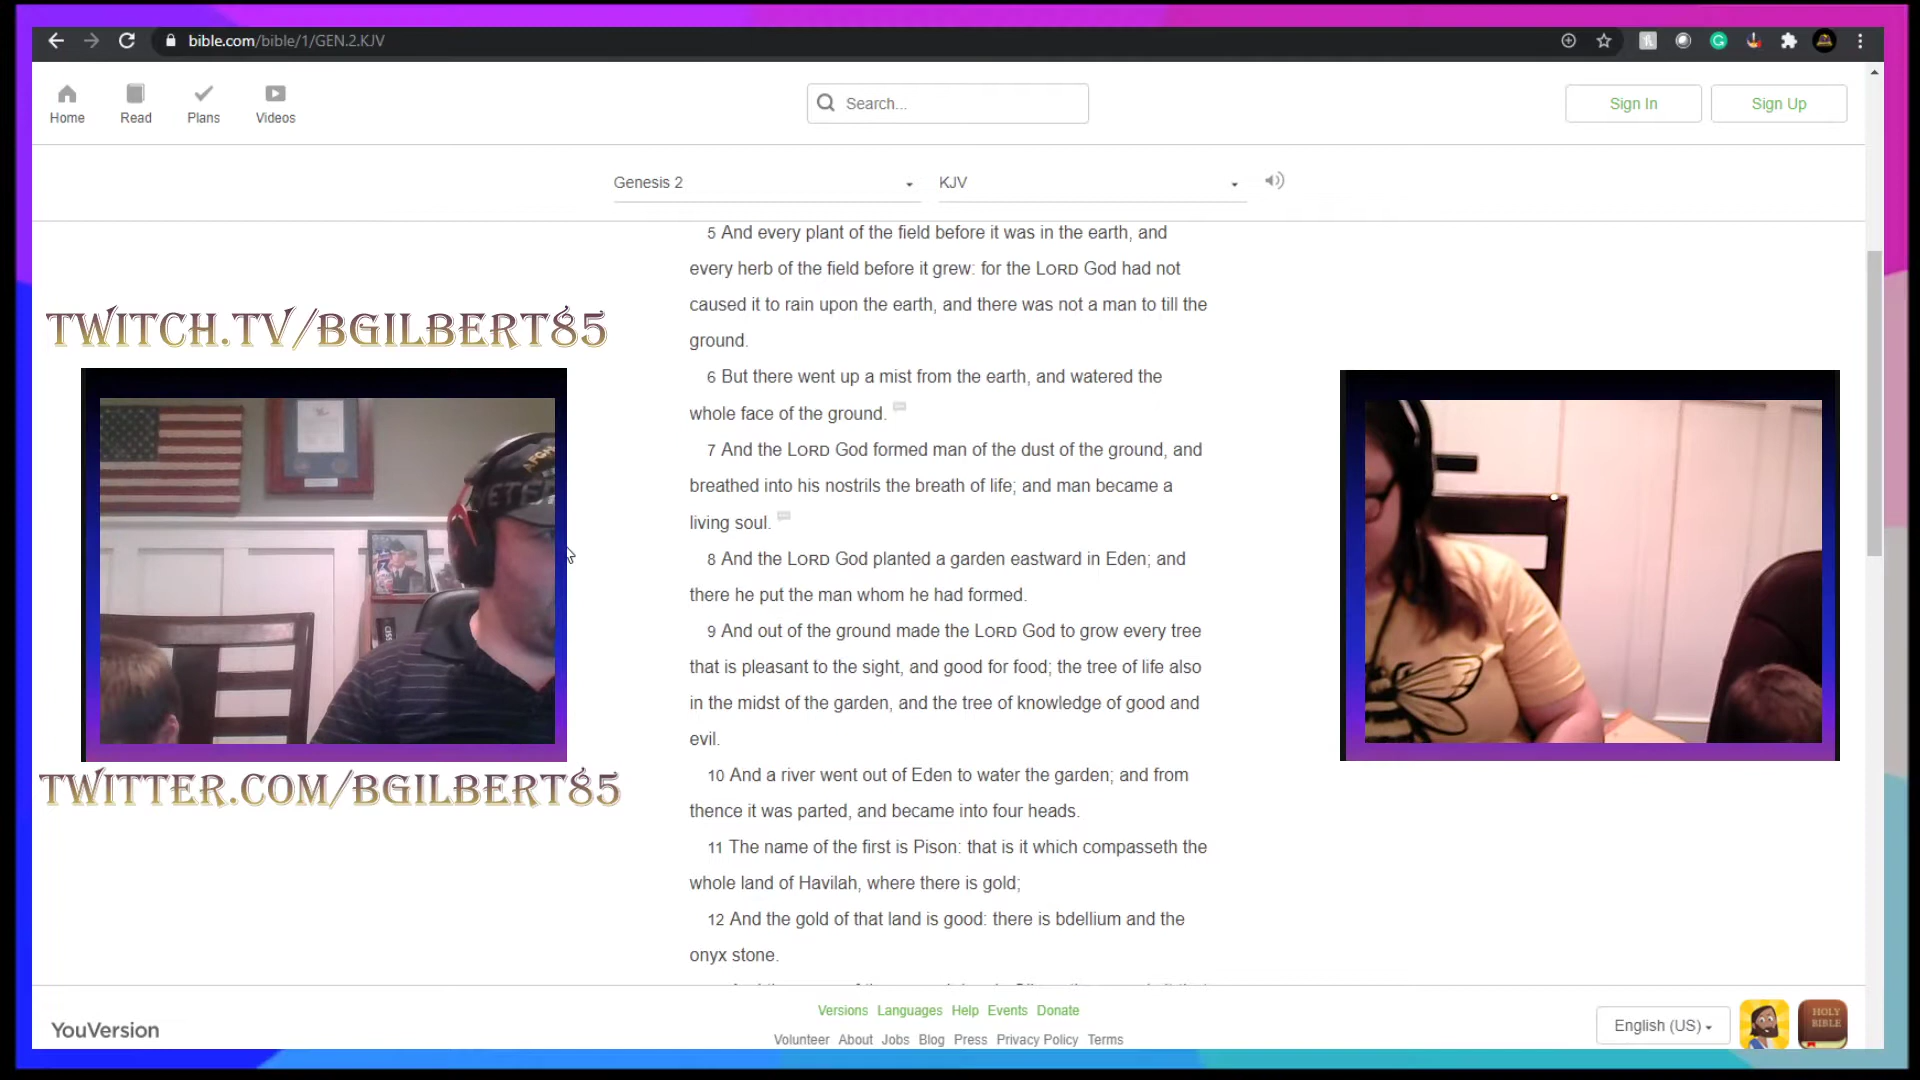 bible.com/bible/1/GEN.2.KJV
Home
Read
Plans
Videos
Search...
Sign In
Sign Up
Genesis 2
KJV
5 And every plant of the field before it was in the earth, and
every herb of the field before it grew: for the LORD God had not
caused it to rain upon the earth, and there was not a man to till the
ground.
6 But there went up a mist from the earth, and watered the
whole face of the ground.
7 And the LORD God formed man of the dust of the ground, and
breathed into his nostrils the breath of life; and man became a
living soul.
8 And the LORD God planted a garden eastward in Eden; and
there he put the man whom he had formed.
9 And out of the ground made the LORD God to grow every tree
that is pleasant to the sight, and good for food; the tree of life also
in the midst of the garden, and the tree of knowledge of good and
evil.
10 And a river went out of Eden to water the garden; and from
thence it was parted, and became into four heads.
11 The name of the first is Pison: that is it which compasseth the
whole land of Havilah, where there is gold;
12 And the gold of that land is good: there is bdellium and the
onyx stone.
TWITCH.TV/BGILBERT85
TWITTER.COM/BGILBERT85
Versions Languages Help Events Donate
Volunteer About Jobs Blog Press Privacy Policy Terms
YouVersion
English (US)
HOLY
BIBLE